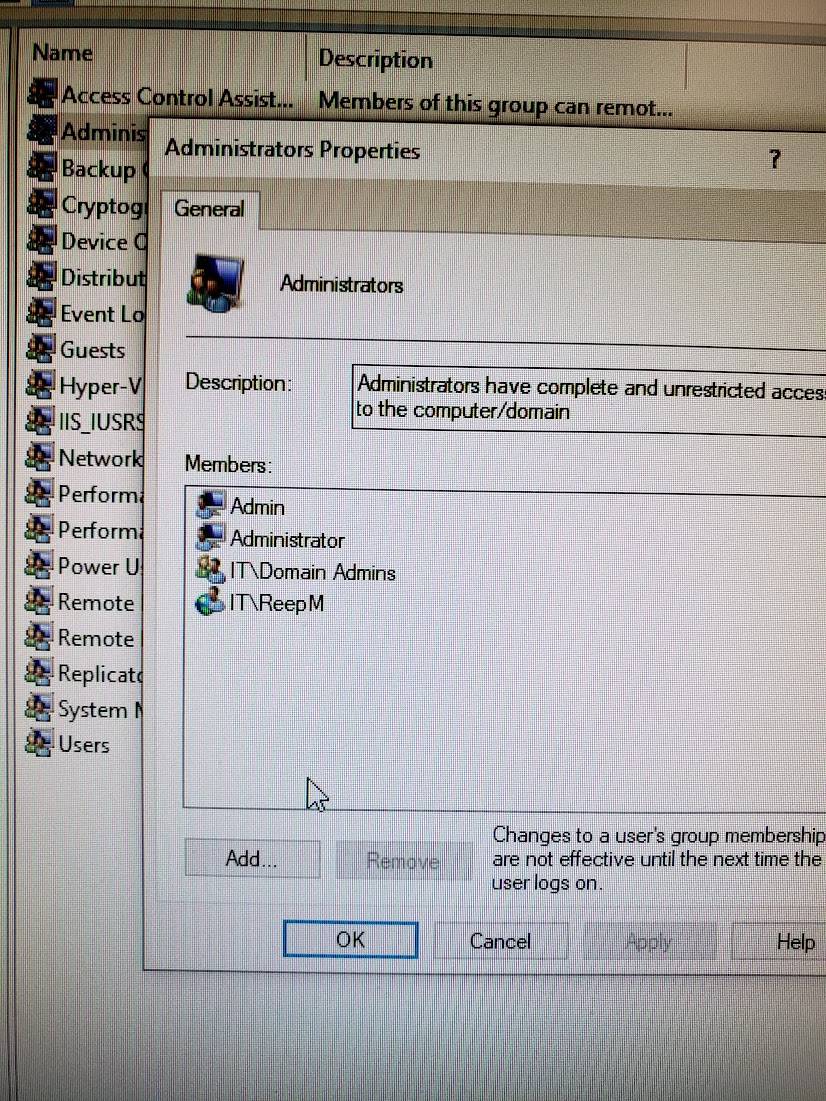 Name Description
Access Control Assist... Members of this group can remot...
Adminis
Administrators Properties ?
Backup
Cryptog
General
Device C
Administrators
Distribut
Event Lo
Guests
Description: Administrators have complete and unrestricted acces
to the computer/domain
Hyper-V
IIS_IUSRS
Network
Members:
Performa
Admin
Performa
Administrator
Power U
IT\Domain Admins
Remote
IT\ReepM
Remote
Replicato
System M
Users
Changes to a user's group membership
are not effective until the next time the
user logs on.
Add... Remove
OK Cancel Apply Help